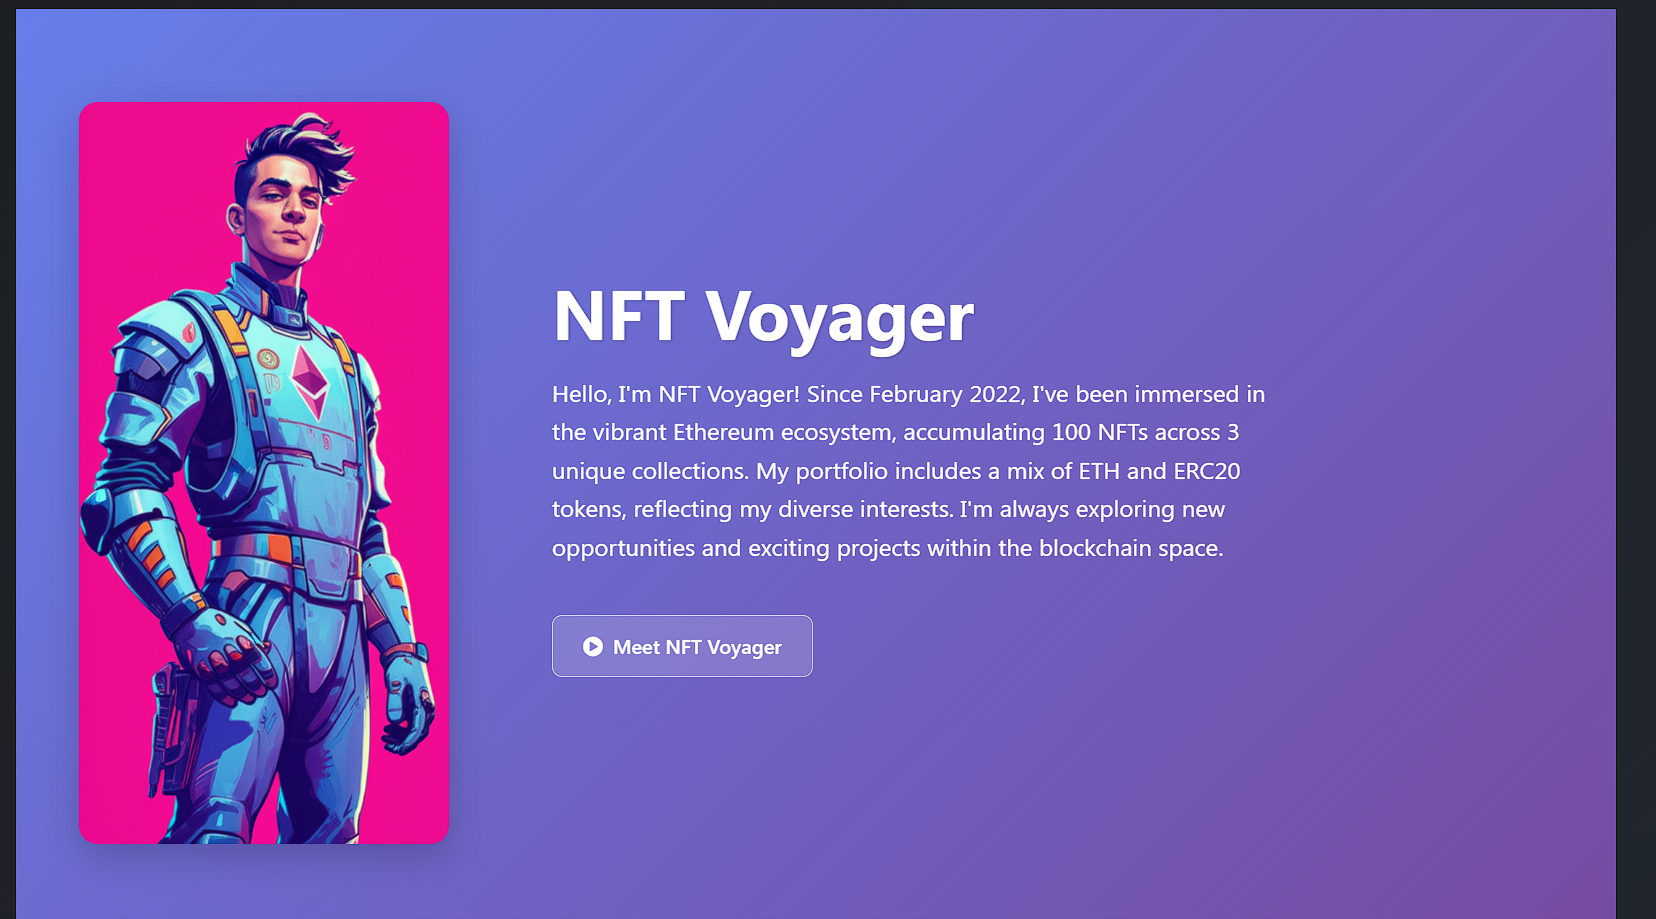 NFT Voyager
Hello, I'm NFT Voyager! Since February 2022, I've been immersed in
the vibrant Ethereum ecosystem, accumulating 100 NFTs across 3
unique collections. My portfolio includes a mix of ETH and ERC20
tokens, reflecting my diverse interests. I'm always exploring new
opportunities and exciting projects within the blockchain space.
Meet NFT Voyager